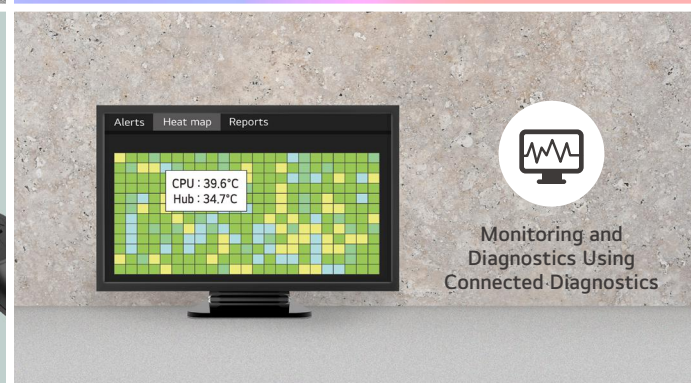 Alerts Heat map Reports
CPU : 39.6°C
Hub : 34.7°C
Monitoring and
Diagnostics Using
Connected Diagnostics